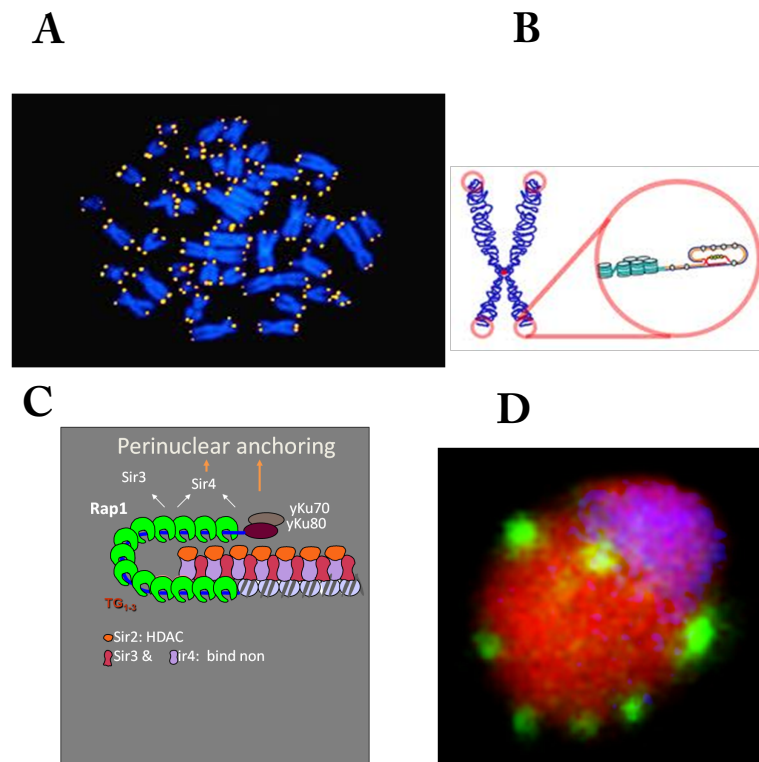 A
B
C
Perinuclear anchoring
Sir3
Sir4
Rap1
yKu70
yKu80
TG1-3
Sir2: HDAC
Sir3 & ir4: bind non
D